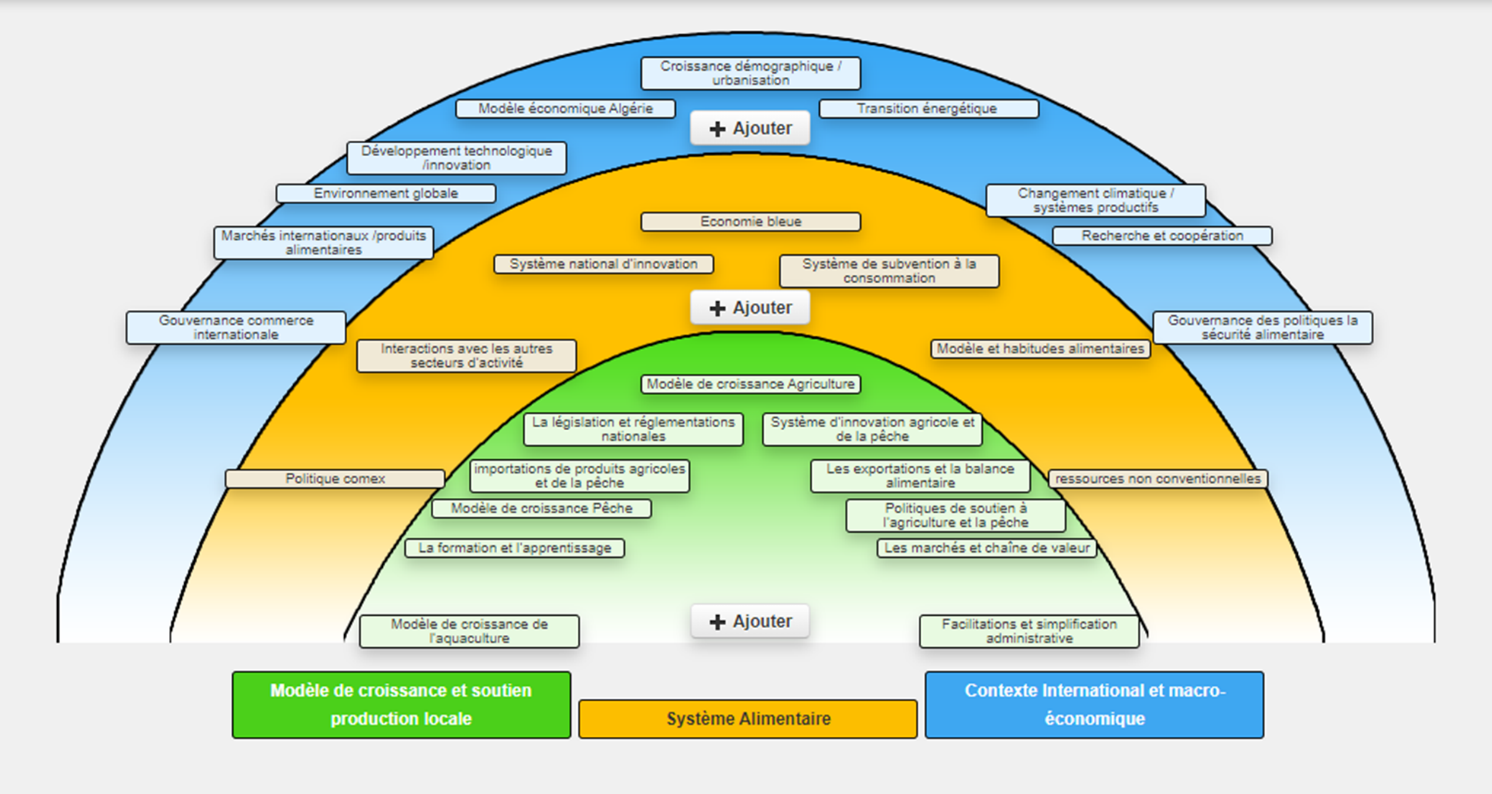 Croissance démographique /
urbanisation
Modèle économique Algérie
Transition énergétique
+ Ajouter
Développement technologique
/innovation
Environnement globale
Changement climatique /
systèmes productifs
Marchés internationaux /produits
alimentaires
Recherche et coopération
Economie bleue
Système national d'innovation
Système de subvention à la
consommation
+ Ajouter
Gouvernance commerce
internationale
Gouvernance des politiques la
sécurité alimentaire
Interactions avec les autres
secteurs d'activité
Modèle et habitudes alimentaires
Modèle de croissance Agriculture
La législation et réglementations
nationales
Système d'innovation agricole et
de la pêche
Politique comex
importations de produits agricoles
et de la pêche
Les exportations et la balance
alimentaire
ressources non conventionnelles
Modèle de croissance Pêche
Politiques de soutien à
l'agriculture et la pêche
La formation et l'apprentissage
Les marchés et chaîne de valeur
+ Ajouter
Modèle de croissance de
l'aquaculture
Facilitations et simplification
administrative
Modèle de croissance et soutien
production locale
Système Alimentaire
Contexte International et macro-
économique